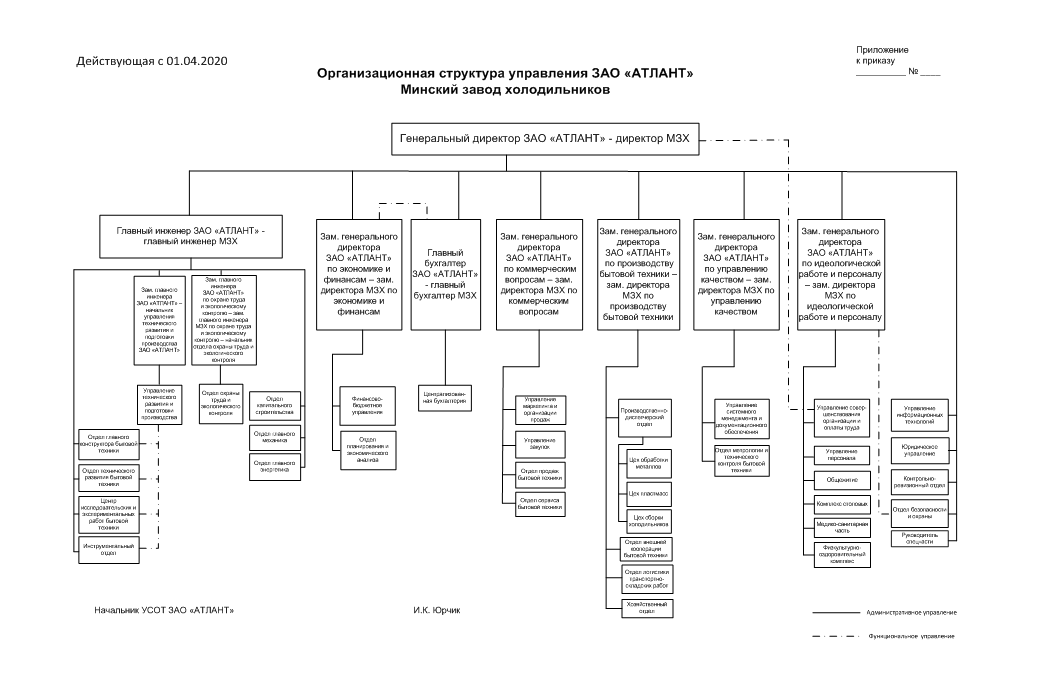 Действующая с 01.04.2020
Приложение
к приказу
__________ № ____
Организационная структура управления ЗАО «АТЛАНТ»
Минский завод холодильников
Генеральный директор ЗАО «АТЛАНТ» - директор МЗХ
Главный инженер ЗАО «АТЛАНТ» -
главный инженер МЗХ
Зам. генерального
директора
ЗАО «АТЛАНТ»
по экономике и
финансам – зам.
директора МЗХ по
экономике и
финансам
Главный
бухгалтер
ЗАО «АТЛАНТ»
- главный
бухгалтер МЗХ
Зам. генерального
директора
ЗАО «АТЛАНТ»
по коммерческим
вопросам – зам.
директора МЗХ по
коммерческим
вопросам
Зам. генерального
директора
ЗАО «АТЛАНТ»
по производству
бытовой техники –
зам. директора
МЗХ по
производству
бытовой техники
Зам. генерального
директора
ЗАО «АТЛАНТ»
по управлению
качеством – зам.
директора МЗХ по
управлению
качеством
Зам. генерального
директора
ЗАО «АТЛАНТ»
по идеологической
работе и персоналу
– зам. директора
МЗХ по
идеологической
работе и персоналу
Зам. главного
инженера
ЗАО «АТЛАНТ» –
начальник
управления
технического
развития и
подготовки
производства
ЗАО «АТЛАНТ»
Зам. главного
инженера
ЗАО «АТЛАНТ»
по охране труда
и экологическому
контролю – зам.
главного инженера
МЗХ по охране труда
и экологическому
контролю – начальник
отдела охраны труда и
экологического
контроля
Управление
технического
развития и
подготовки
производства
Отдел охраны
труда и
экологического
контроля
Отдел
капитального
строительства
Отдел главного
механика
Отдел главного
энергетика
Отдел главного
конструктора бытовой
техники
Отдел технического
развития бытовой
техники
Центр
исследовательских и
экспериментальных
работ бытовой
техники
Инструментальный
отдел
Финансово-
бюджетное
управления
Отдел
планирования и
экономического
анализа
Централизован-
ная бухгалтерия
Управление
маркетинга и
организации
продаж
Управление
закупок
Отдел продаж
бытовой техники
Отдел сервиса
бытовой техники
Производственно-
диспетчерский
отдел
Цех обработки
металлов
Цех пластмасс
Цех сборки
холодильников
Отдел внешней
кооперации
бытовой техники
Отдел логистики
транспортно-
складских работ
Хозяйственный
отдел
Управление
системного
менеджмента и
документационного
обеспечения
Отдел метрологии и
технического
контроля бытовой
техники
Управление совер-
шенствования
организации и
оплаты труда
Управление
персонала
Общежитие
Комплекс столовых
Медико-санитарная
часть
Физкультурно-
оздоровительный
комплекс
Управление
информационных
технологий
Юридическое
управление
Контрольно-
ревизионный отдел
Отдел безопасности
и охраны
Руководитель
спецчасти
Начальник УСОТ ЗАО «АТЛАНТ»
И.К. Юрчик
Административное управление
Функциональное управление